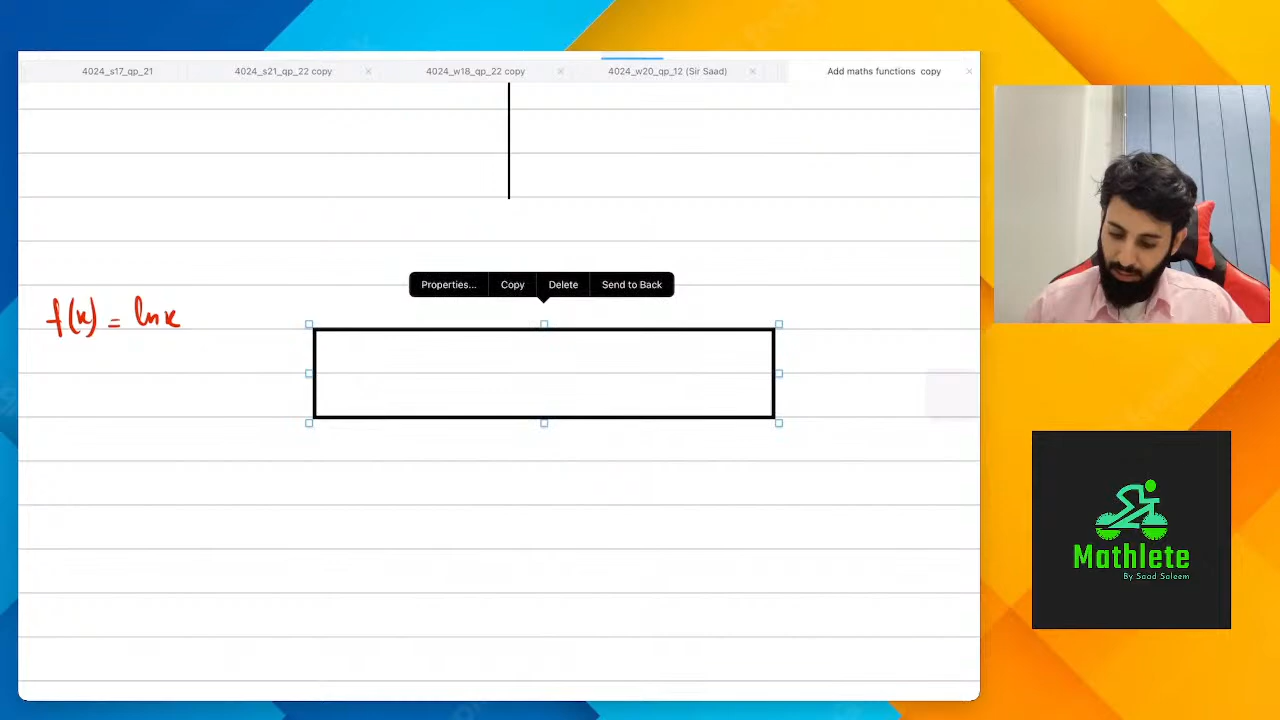 4024_s17_qp_21
4024_s21_qp_22 copy
4024_w18_qp_22 copy
4024_w20_qp_12 (Sir Saad)
Add maths functions copy
Properties...
Copy
Delete
Send to Back
f(x) = ln x
Mathlete
By Saad Saleem